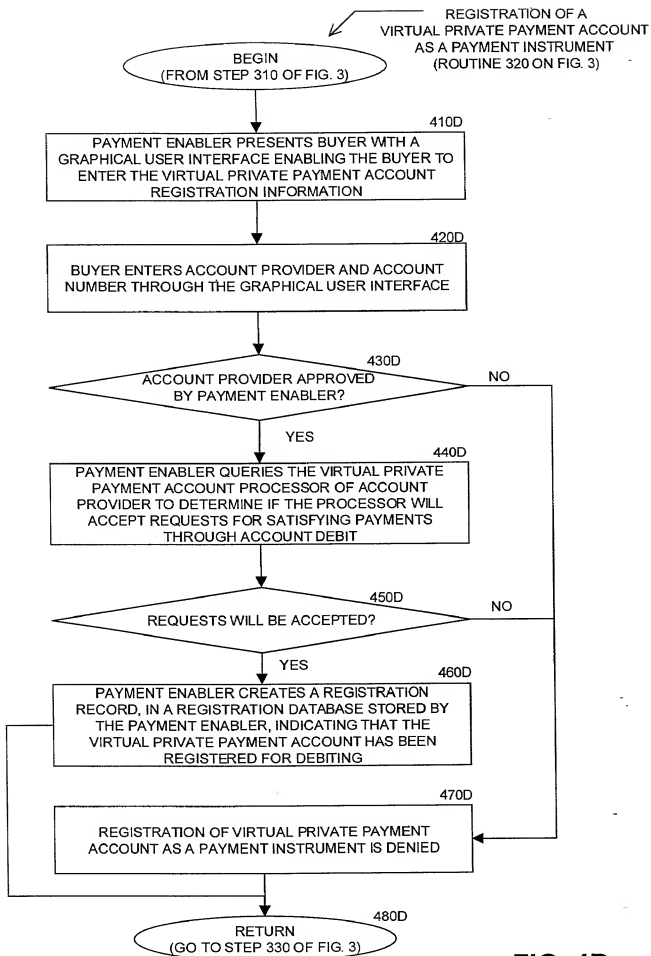 REGISTRATION OF A
VIRTUAL PRIVATE PAYMENT ACCOUNT
AS A PAYMENT INSTRUMENT
(ROUTINE 320 ON FIG. 3)
BEGIN
(FROM STEP 310 OF FIG. 3)
410D
PAYMENT ENABLER PRESENTS BUYER WITH A
GRAPHICAL USER INTERFACE ENABLING THE BUYER TO
ENTER THE VIRTUAL PRIVATE PAYMENT ACCOUNT
REGISTRATION INFORMATION
420D
BUYER ENTERS ACCOUNT PROVIDER AND ACCOUNT
NUMBER THROUGH THE GRAPHICAL USER INTERFACE
430D
ACCOUNT PROVIDER APPROVED
BY PAYMENT ENABLER?
NO
YES
440D
PAYMENT ENABLER QUERIES THE VIRTUAL PRIVATE
PAYMENT ACCOUNT PROCESSOR OF ACCOUNT
PROVIDER TO DETERMINE IF THE PROCESSOR WILL
ACCEPT REQUESTS FOR SATISFYING PAYMENTS
THROUGH ACCOUNT DEBIT
450D
REQUESTS WILL BE ACCEPTED?
NO
YES
460D
PAYMENT ENABLER CREATES A REGISTRATION
RECORD, IN A REGISTRATION DATABASE STORED BY
THE PAYMENT ENABLER, INDICATING THAT THE
VIRTUAL PRIVATE PAYMENT ACCOUNT HAS BEEN
REGISTERED FOR DEBITING
470D
REGISTRATION OF VIRTUAL PRIVATE PAYMENT
ACCOUNT AS A PAYMENT INSTRUMENT IS DENIED
480D
RETURN
(GO TO STEP 330 OF FIG. 3)